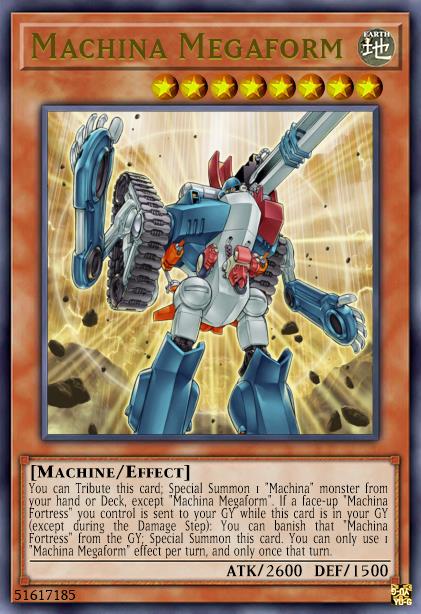 Machina Megaform
EARTH
地
[Machine/Effect]
You can Tribute this card; Special Summon 1 "Machina" monster from
your hand or Deck, except "Machina Megaform". If a face-up "Machina
Fortress" you control is sent to your GY while this card is in your GY
(except during the Damage Step): You can banish that "Machina
Fortress" from the GY; Special Summon this card. You can only use 1
"Machina Megaform" effect per turn, and only once that turn.
ATK/2600 DEF/1500
51617185